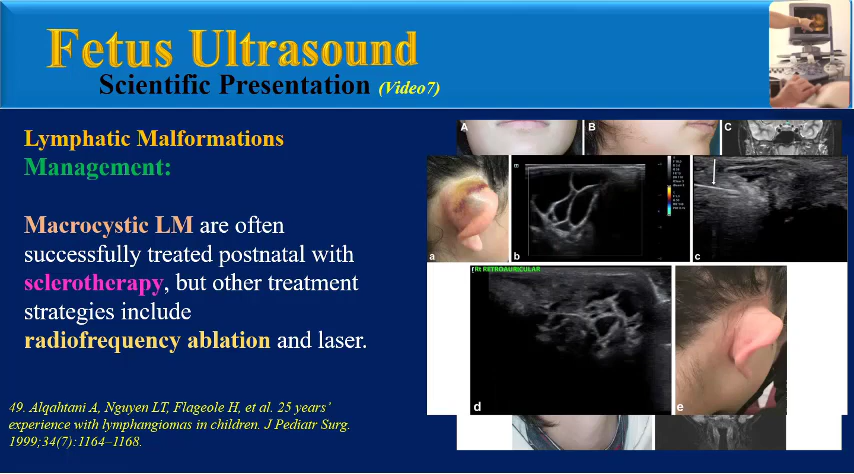 Fetus Ultrasound
Scientific Presentation (Video7)
Lymphatic Malformations
Management:
Macrocystic LM are often
successfully treated postnatal with
sclerotherapy, but other treatment
strategies include
radiofrequency ablation and laser.
49. Alqahtani A, Nguyen LT, Flageole H, et al. 25 years’
experience with lymphangiomas in children. J Pediatr Surg.
1999;34(7):1164–1168.
A
B
C
a
b
c
Rt RETROAURICULAR
d
e